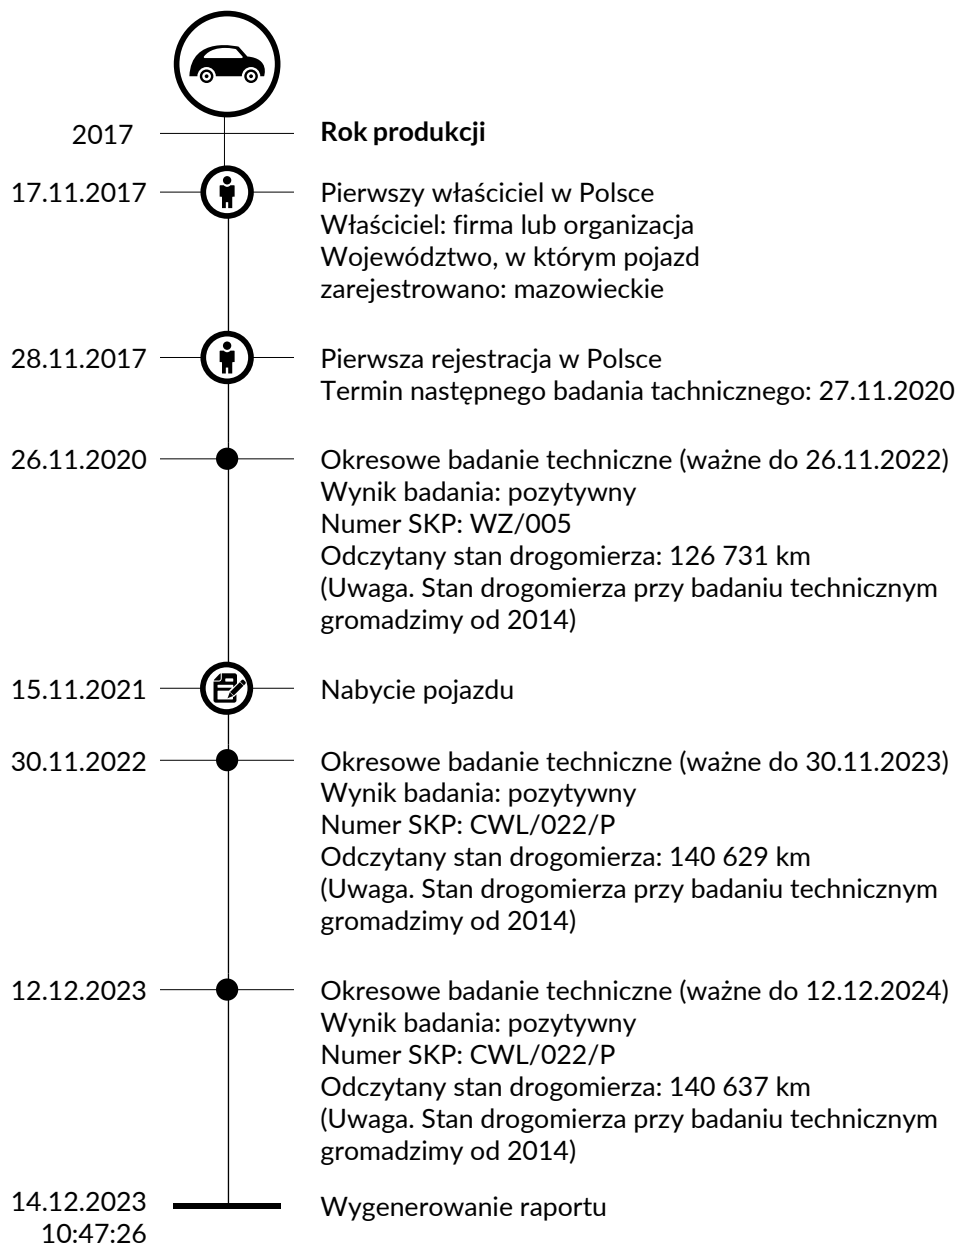 2017
Rok produkcji
17.11.2017
Pierwszy właściciel w Polsce
Właściciel: firma lub organizacja
Województwo, w którym pojazd
zarejestrowano: mazowieckie
28.11.2017
Pierwsza rejestracja w Polsce
Termin następnego badania tachnicznego: 27.11.2020
26.11.2020
Okresowe badanie techniczne (ważne do 26.11.2022)
Wynik badania: pozytywny
Numer SKP: WZ/005
Odczytany stan drogomierza: 126 731 km
(Uwaga. Stan drogomierza przy badaniu technicznym
gromadzimy od 2014)
15.11.2021
Nabycie pojazdu
30.11.2022
Okresowe badanie techniczne (ważne do 30.11.2023)
Wynik badania: pozytywny
Numer SKP: CWL/022/P
Odczytany stan drogomierza: 140 629 km
(Uwaga. Stan drogomierza przy badaniu technicznym
gromadzimy od 2014)
12.12.2023
Okresowe badanie techniczne (ważne do 12.12.2024)
Wynik badania: pozytywny
Numer SKP: CWL/022/P
Odczytany stan drogomierza: 140 637 km
(Uwaga. Stan drogomierza przy badaniu technicznym
gromadzimy od 2014)
14.12.2023
10:47:26
Wygenerowanie raportu